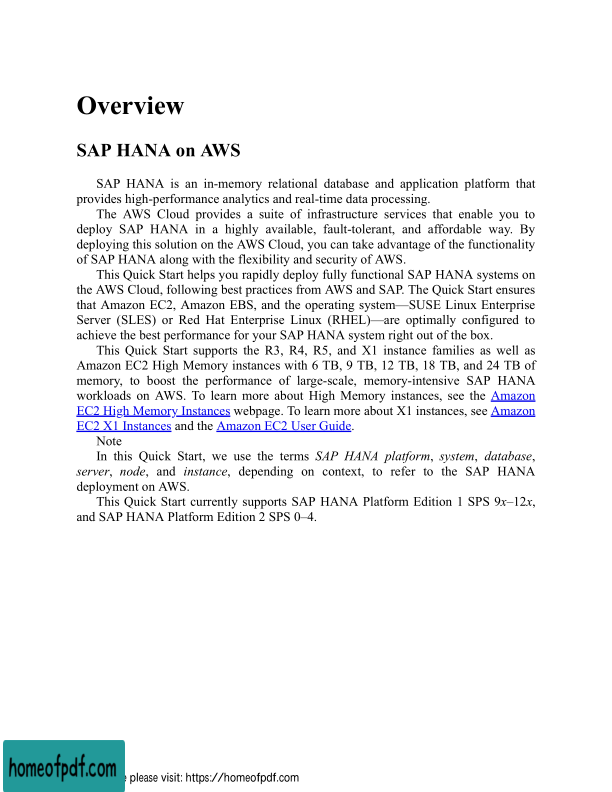 Overview
SAP HANA on AWS
SAP HANA is an in-memory relational database and application platform that
provides high-performance analytics and real-time data processing.
The AWS Cloud provides a suite of infrastructure services that enable you to
deploy SAP HANA in a highly available, fault-tolerant, and affordable way. By
deploying this solution on the AWS Cloud, you can take advantage of the functionality
of SAP HANA along with the flexibility and security of AWS.
This Quick Start helps you rapidly deploy fully functional SAP HANA systems on
the AWS Cloud, following best practices from AWS and SAP. The Quick Start ensures
that Amazon EC2, Amazon EBS, and the operating system—SUSE Linux Enterprise
Server (SLES) or Red Hat Enterprise Linux (RHEL)—are optimally configured to
achieve the best performance for your SAP HANA system right out of the box.
This Quick Start supports the R3, R4, R5, and X1 instance families as well as
Amazon EC2 High Memory instances with 6 TB, 9 TB, 12 TB, 18 TB, and 24 TB of
memory, to boost the performance of large-scale, memory-intensive SAP HANA
workloads on AWS. To learn more about High Memory instances, see the Amazon
EC2 High Memory Instances webpage. To learn more about X1 instances, see Amazon
EC2 X1 Instances and the Amazon EC2 User Guide.
Note
In this Quick Start, we use the terms SAP HANA platform, system, database,
server, node, and instance, depending on context, to refer to the SAP HANA
deployment on AWS.
This Quick Start currently supports SAP HANA Platform Edition 1 SPS 9x–12x,
and SAP HANA Platform Edition 2 SPS 0–4.
homeofpdf.com
please visit: https://homeofpdf.com